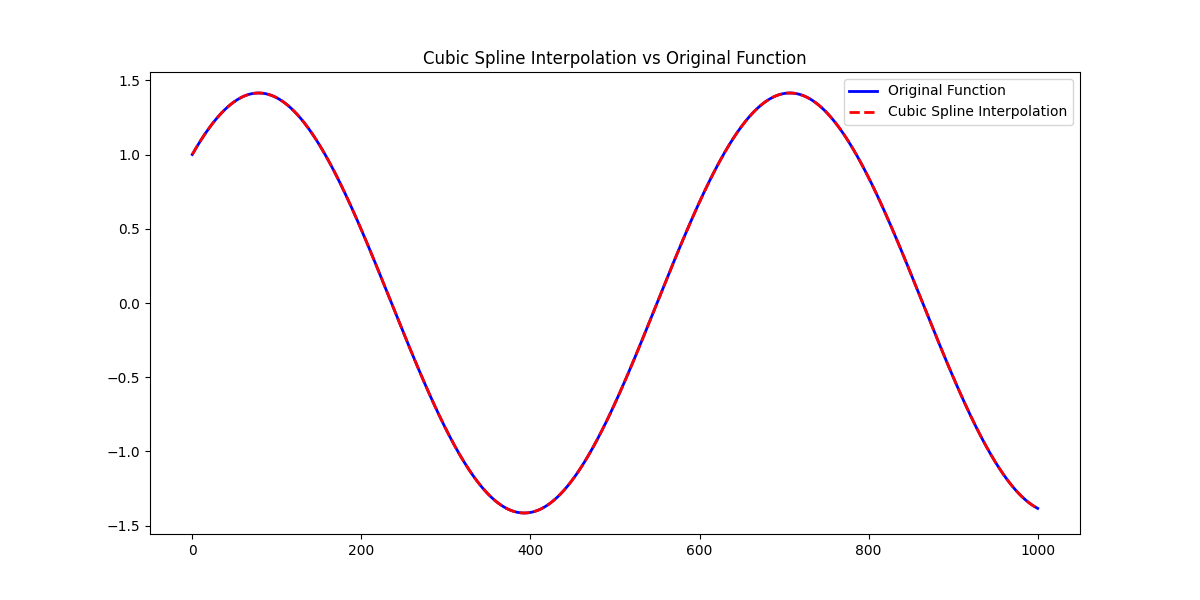 Cubic Spline Interpolation vs Original Function
1.5
1.0
0.5
0.0
−0.5
−1.0
−1.5
Original Function
Cubic Spline Interpolation
0 200 400 600 800 1000